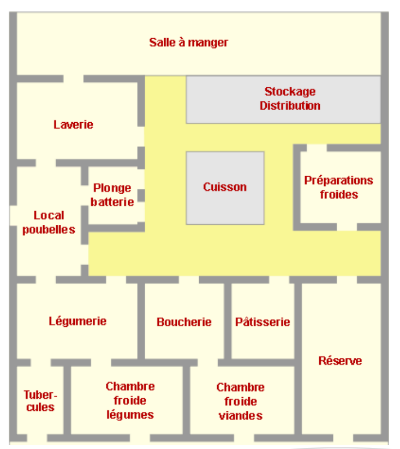 Salle à manger
Stockage
Distribution
Laverie
Plonge
batterie
Cuisson
Préparations
froides
Local
poubelles
Légumerie
Boucherie
Pâtisserie
Réserve
Tuber-
cules
Chambre
froide
légumes
Chambre
froide
viandes